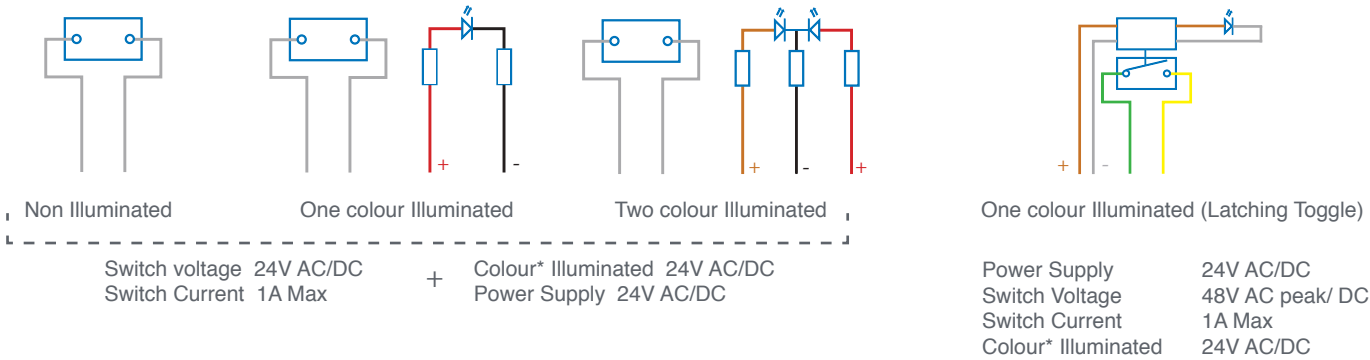 + -
+ - +
+ -
Non Illuminated
One colour Illuminated
Two colour Illuminated
One colour Illuminated (Latching Toggle)
Switch voltage 24V AC/DC
Switch Current 1A Max
+
Colour* Illuminated 24V AC/DC
Power Supply 24V AC/DC
Power Supply 24V AC/DC
Switch Voltage 48V AC peak/ DC
Switch Current 1A Max
Colour* Illuminated 24V AC/DC